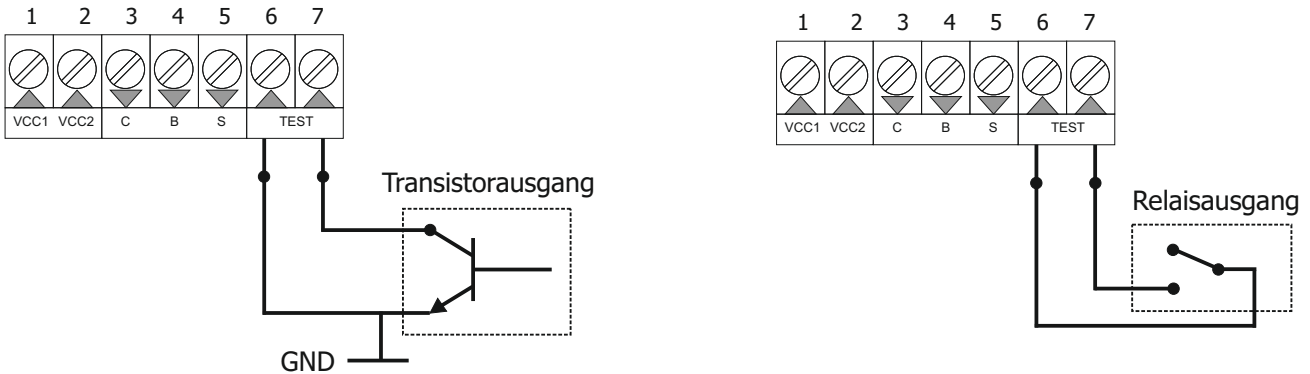 1 2 3 4 5 6 7
VCC1 VCC2 C B S TEST
Transistorausgang
GND
1 2 3 4 5 6 7
VCC1 VCC2 C B S TEST
Relaisausgang